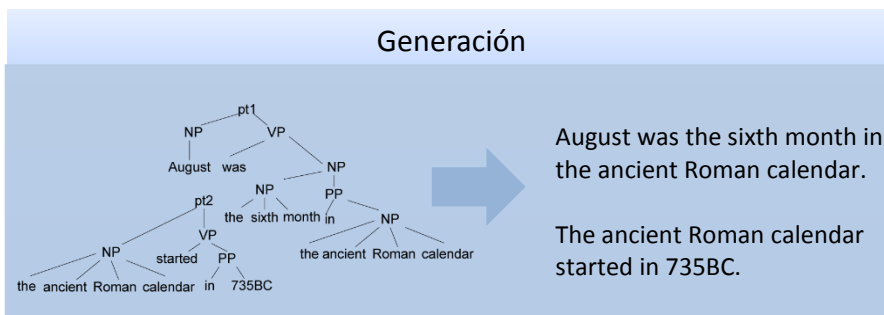 Generación
pt1
NP VP
August was NP
NP PP
pt2
the sixth month in NP
VP
NP started PP the ancient Roman calendar
the ancient Roman calendar in 735BC
August was the sixth month in
the ancient Roman calendar.
The ancient Roman calendar
started in 735BC.